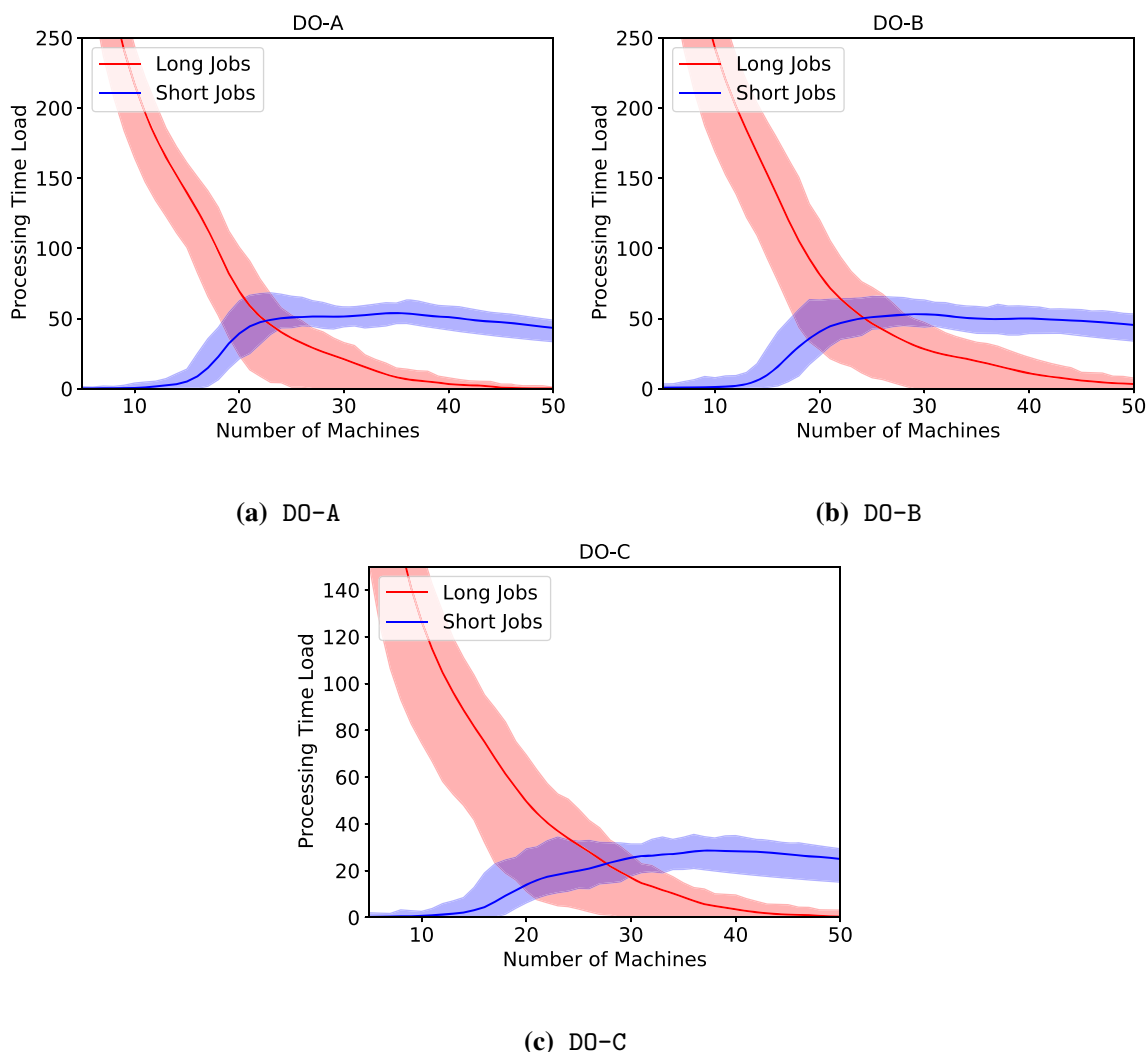 DO-A
250
200
150
100
50
0
Processing Time Load
Long Jobs
Short Jobs
10 20 30 40 50
Number of Machines
(a) DO-A
DO-B
250
200
150
100
50
0
Processing Time Load
Long Jobs
Short Jobs
10 20 30 40 50
Number of Machines
(b) DO-B
DO-C
140
120
100
80
60
40
20
0
Processing Time Load
Long Jobs
Short Jobs
10 20 30 40 50
Number of Machines
(c) DO-C